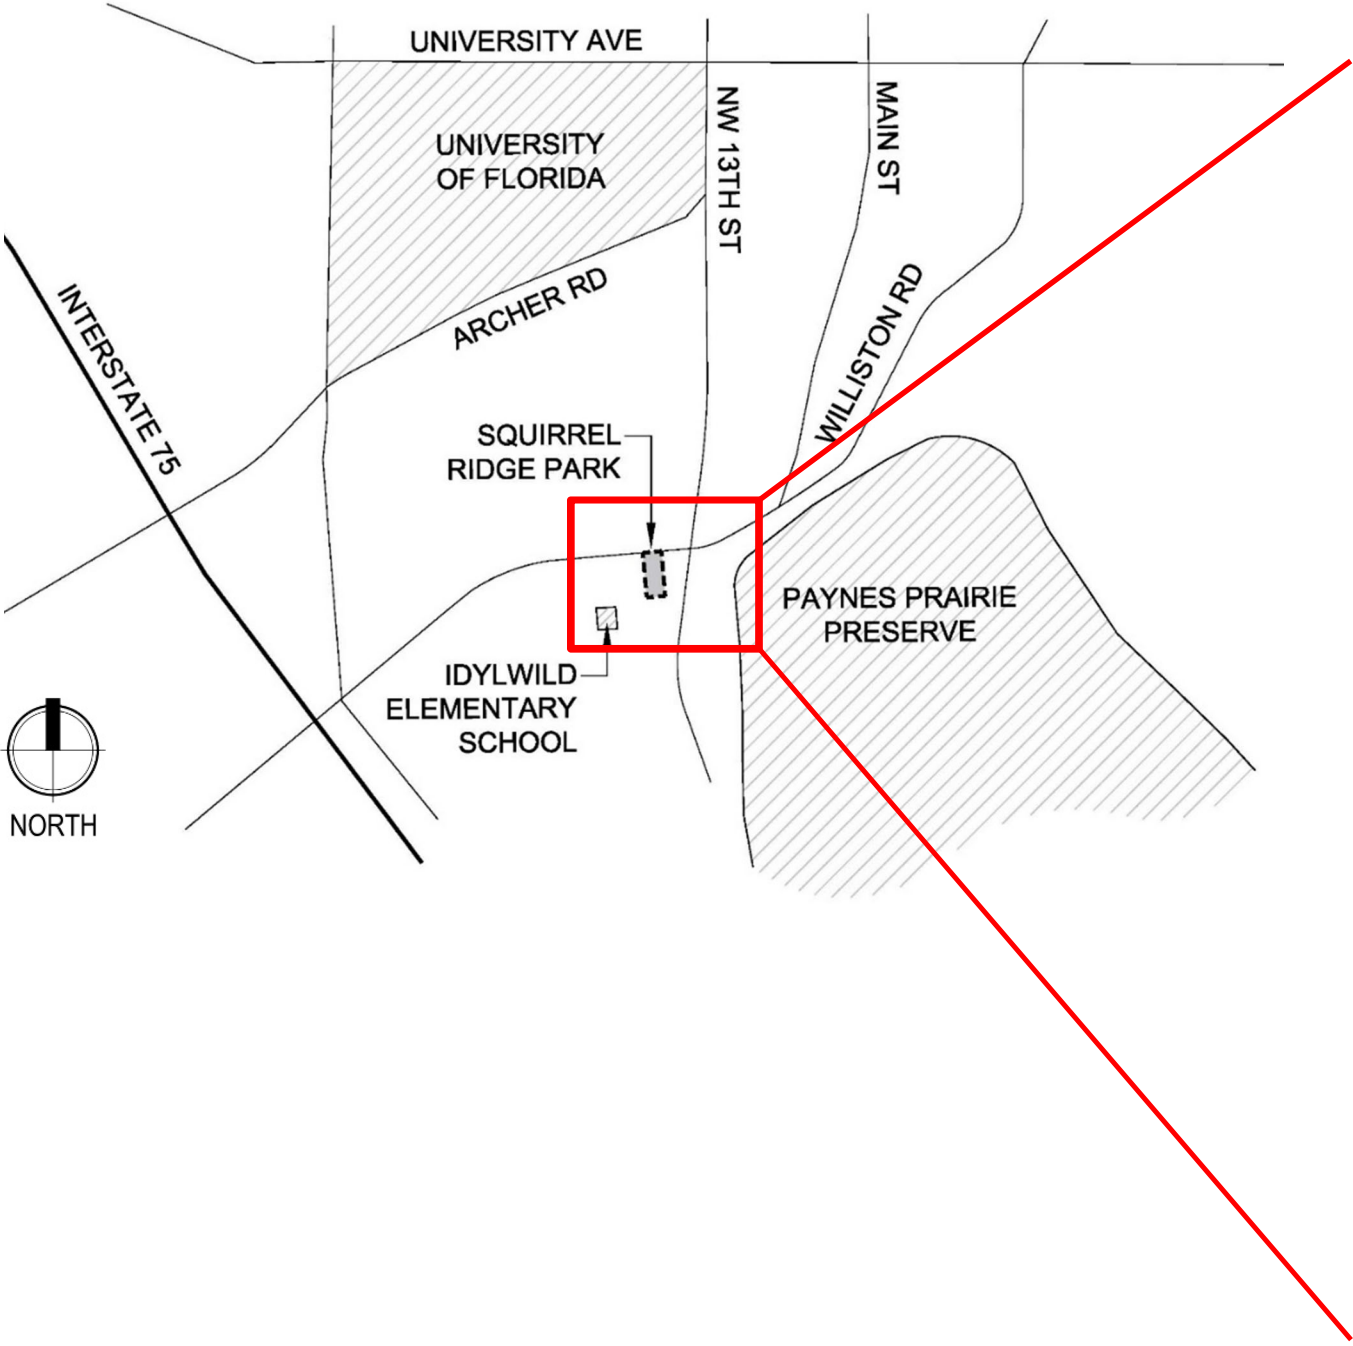 UNIVERSITY AVE
UNIVERSITY
OF FLORIDA
NW 13TH ST
MAIN ST
ARCHER RD
WILLISTON RD
INTERSTATE 75
SQUIRREL
RIDGE PARK
PAYNES PRAIRIE
PRESERVE
IDYLWILD
ELEMENTARY
SCHOOL
NORTH